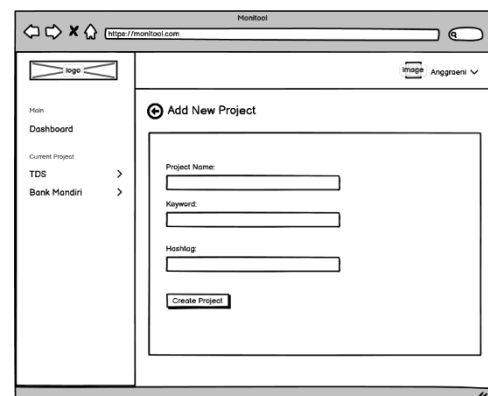 Monitool
https://monitool.com
logo
image
Anggraeni
Main
Dashboard
Current Project
TDS
Bank Mandiri
Add New Project
Project Name:
Keyword:
Hashtag:
Create Project